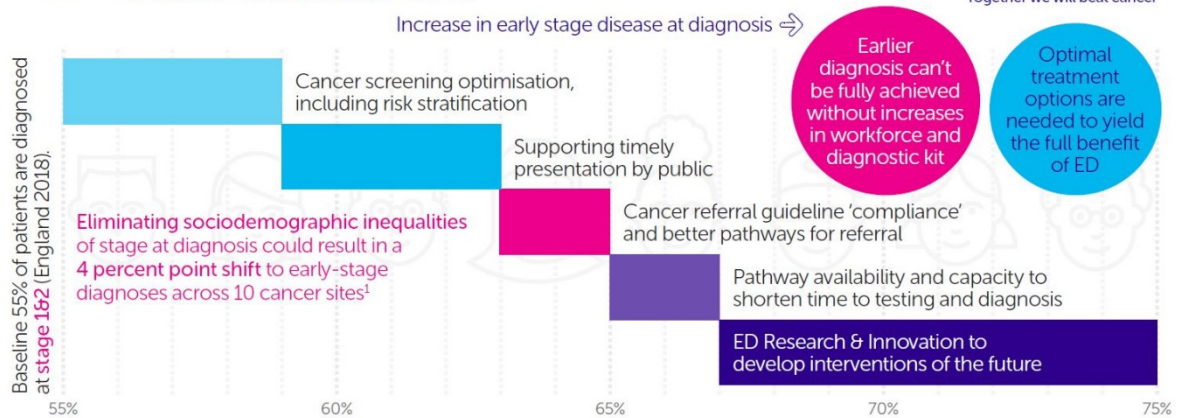 Together we will beat cancer
Increase in early stage disease at diagnosis
Earlier
diagnosis can't
be fully achieved
without increases
in workforce and
diagnostic kit
Optimal
treatment
options are
needed to yield
the full benefit
of ED
Baseline 55% of patients are diagnosed
at stage 1&2 (England 2018).
Cancer screening optimisation,
including risk stratification
Supporting timely
presentation by public
Eliminating sociodemographic inequalities
of stage at diagnosis could result in a
4 percent point shift to early-stage
diagnoses across 10 cancer sites¹
Cancer referral guideline 'compliance'
and better pathways for referral
Pathway availability and capacity to
shorten time to testing and diagnosis
ED Research & Innovation to
develop interventions of the future
55%
60%
65%
70%
75%